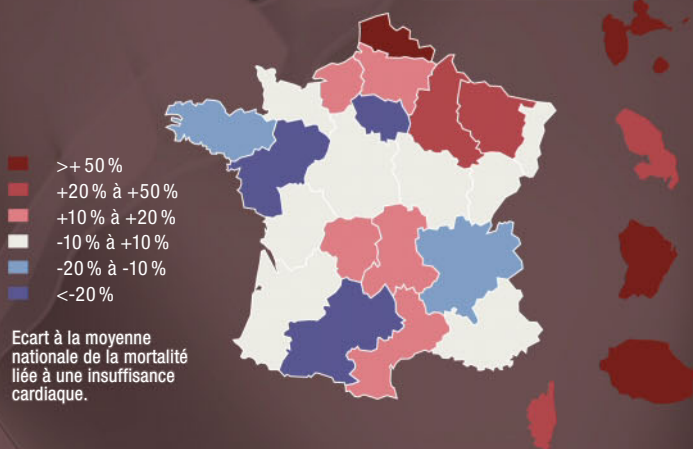 >+ 50 %
+20 % à +50 %
+10 % à +20 %
-10 % à +10 %
-20 % à -10 %
<-20 %
Ecart à la moyenne
nationale de la mortalité
liée à une insuffisance
cardiaque.